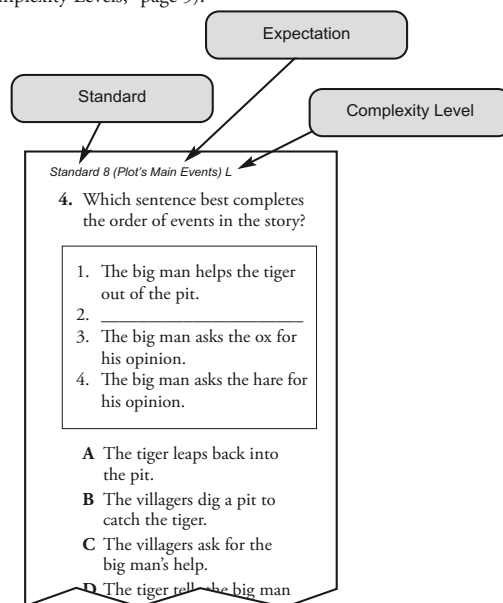 mplexity Levels," page 9).
Expectation
Standard
Complexity Level
Standard 8 (Plot's Main Events) L
4. Which sentence best completes
the order of events in the story?
1. The big man helps the tiger
out of the pit.
2. ______________________
3. The big man asks the ox for
his opinion.
4. The big man asks the hare for
his opinion.
A The tiger leaps back into
the pit.
B The villagers dig a pit to
catch the tiger.
C The villagers ask for the
big man's help.
D The tiger tell the big man